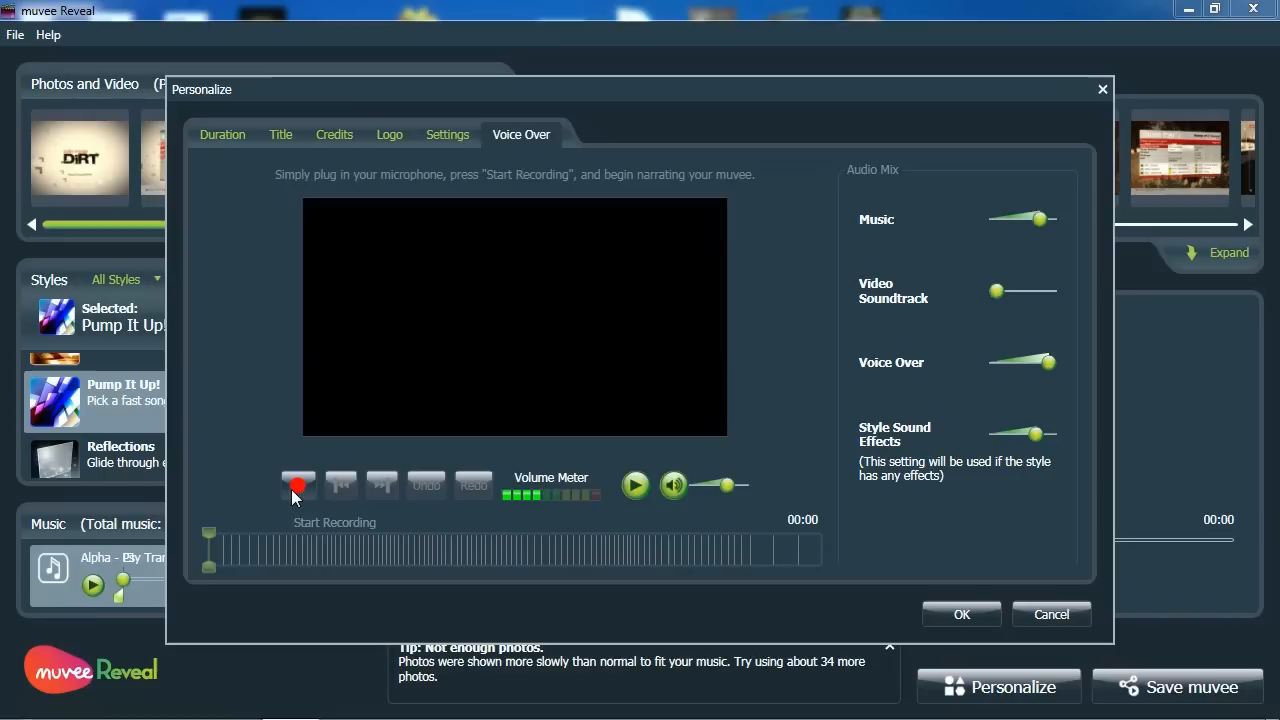 muvee Reveal
File Help
Photos and Video (P
DiRT
Personalize
Duration Title Credits Logo Settings Voice Over
Simply plug in your microphone, press "Start Recording", and begin narrating your muvee.
Audio Mix
Music
Video
Soundtrack
Voice Over
Style Sound
Effects
(This setting will be used if the style
has any effects)
Expand
Styles All Styles
Selected:
Pump It Up!
Pump It Up!
Pick a fast song
Reflections
Glide through e
Undo Redo Volume Meter
Start Recording 00:00
00:00
Music (Total music:
Alpha - Psy Tran
OK Cancel
Tip: Not enough photos.
Photos were shown more slowly than normal to fit your music. Try using about 34 more
photos.
muvee Reveal
Personalize Save muvee